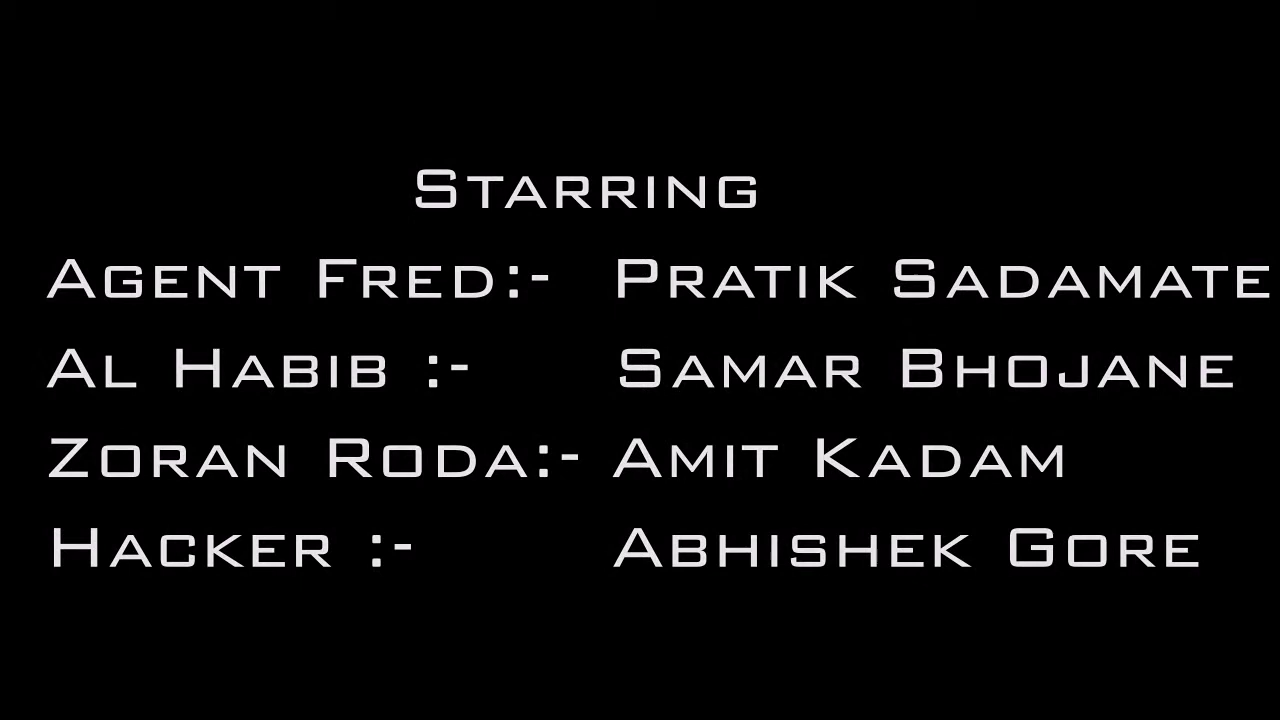 Starring
Agent Fred:- Pratik Sadamate
Al Habib :- Samar Bhojane
Zoran Roda:- Amit Kadam
Hacker :- Abhishek Gore